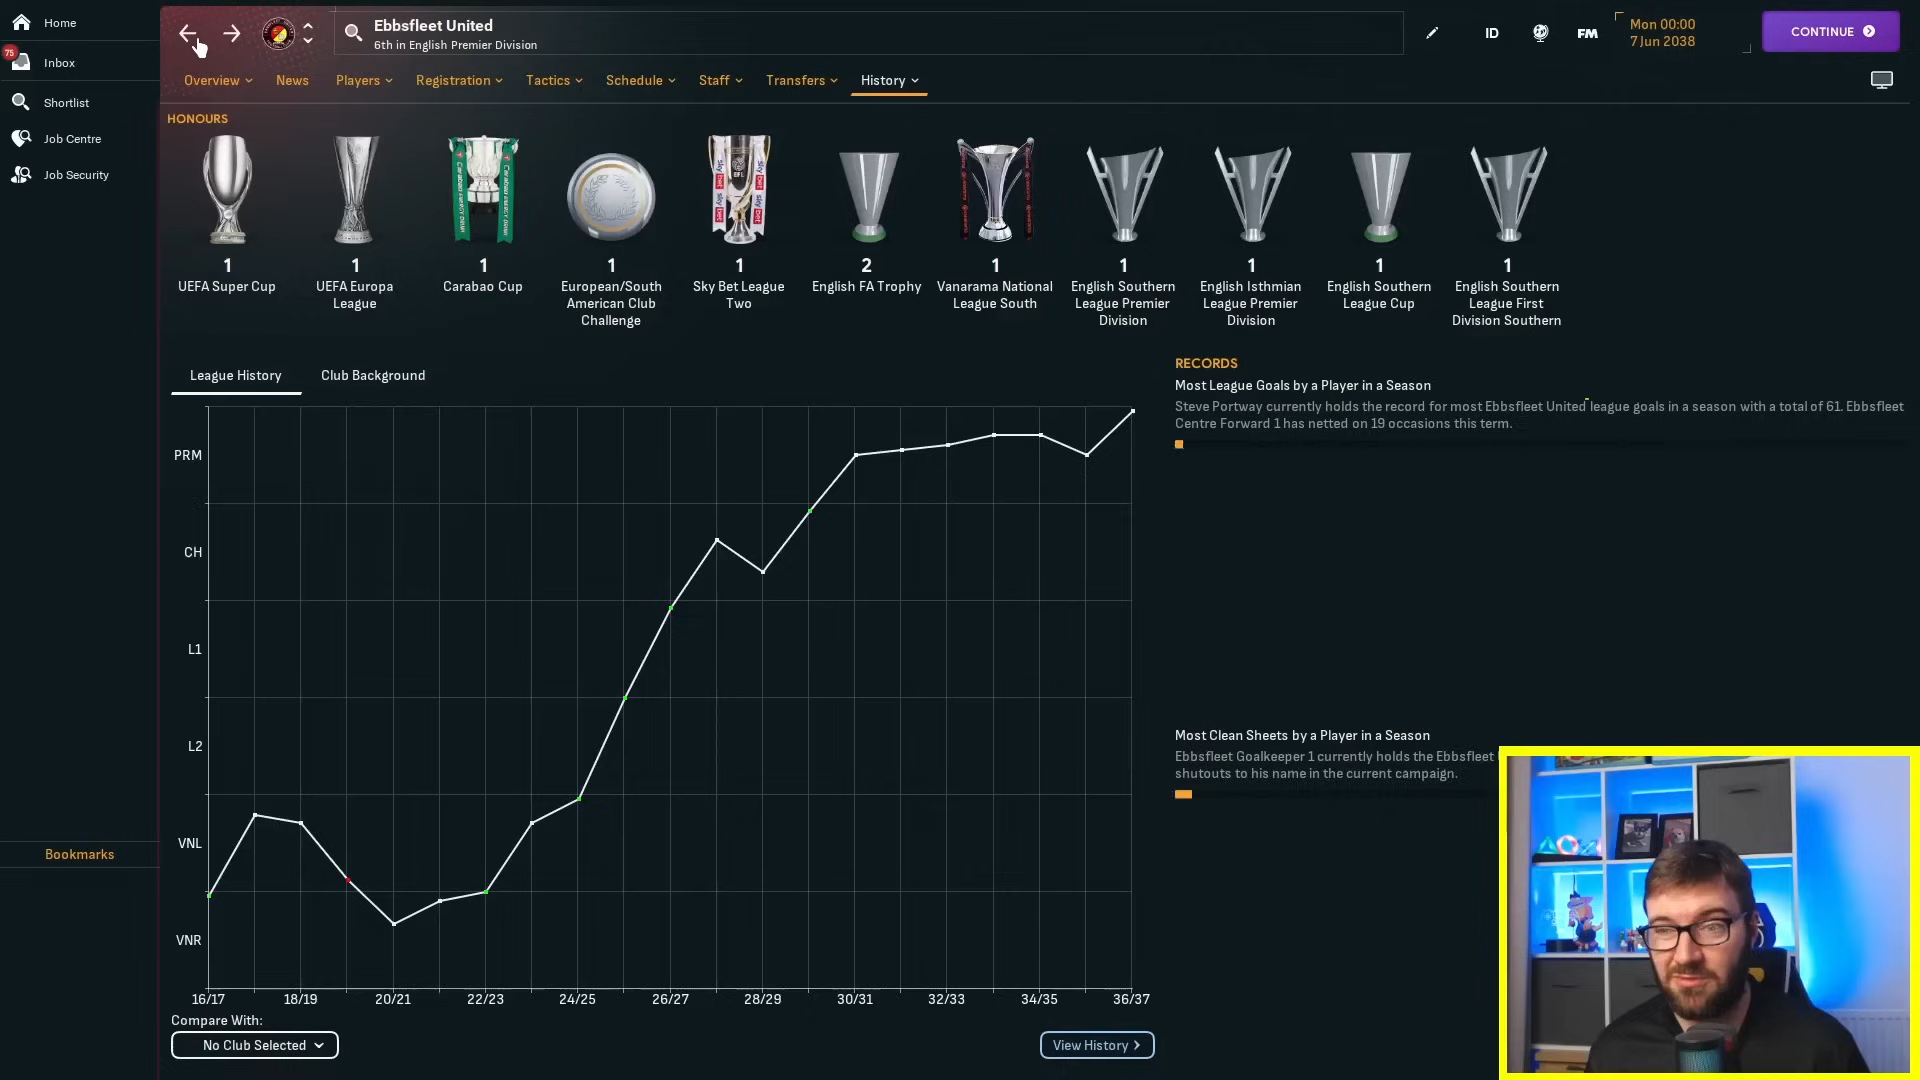 Home
75
Inbox
Shortlist
Job Centre
Job Security
Bookmarks
Ebbsfleet United
6th in English Premier Division
ID
FM
Mon 00:00
7 Jun 2038
CONTINUE
Overview
News
Players
Registration
Tactics
Schedule
Staff
Transfers
History
HONOURS
1
UEFA Super Cup
1
UEFA Europa
League
1
Carabao Cup
1
European/South
American Club
Challenge
1
Sky Bet League
Two
2
English FA Trophy
1
Vanarama National
League South
1
English Southern
League Premier
Division
1
English Isthmian
League Premier
Division
1
English Southern
League Cup
1
English Southern
League First
Division Southern
League History
Club Background
PRM
CH
L1
L2
VNL
VNR
16/17
18/19
20/21
22/23
24/25
26/27
28/29
30/31
32/33
34/35
36/37
Compare With:
No Club Selected
View History
RECORDS
Most League Goals by a Player in a Season
Steve Portway currently holds the record for most Ebbsfleet United league goals in a season with a total of 61. Ebbsfleet
Centre Forward 1 has netted on 19 occasions this term.
Most Clean Sheets by a Player in a Season
Ebbsfleet Goalkeeper 1 currently holds the Ebbsfleet
shutouts to his name in the current campaign.